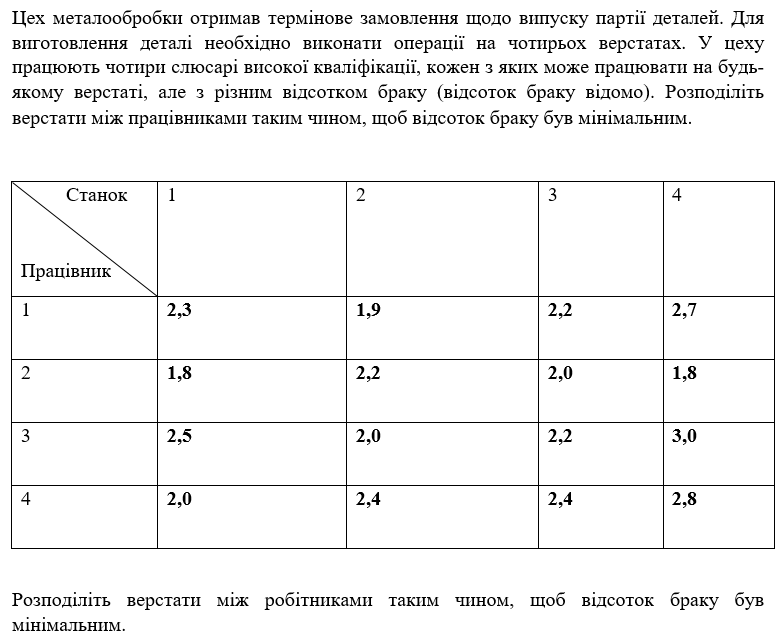 Цех металообробки отримав термінове замовлення щодо випуску партії деталей. Для
виготовлення деталі необхідно виконати операції на чотирьох верстатах. У цеху
працюють чотири слюсарі високої кваліфікації, кожен з яких може працювати на будь-
якому верстаті, але з різним відсотком браку (відсоток браку відомо). Розподіліть
верстати між працівниками таким чином, щоб відсоток браку був мінімальним.
Станок 1 2 3 4
Працівник
1 2,3 1,9 2,2 2,7
2 1,8 2,2 2,0 1,8
3 2,5 2,0 2,2 3,0
4 2,0 2,4 2,4 2,8
Розподіліть верстати між робітниками таким чином, щоб відсоток браку був
мінімальним.